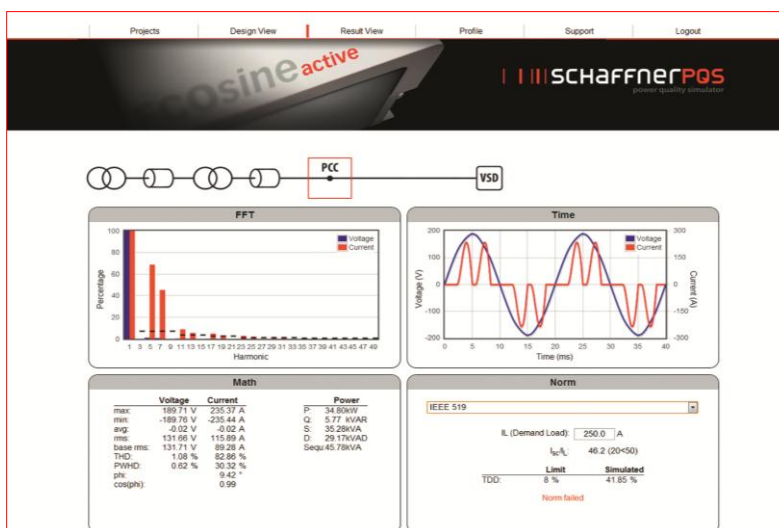 Projects Design View Result View Profile Support Logout
cosine active
SCHAFFNER PQS
power quality simulator
PCC
VSD
FFT
100
80
60
40
20
0
Percentage
Voltage
Current
1 3 5 7 9 11 13 15 17 19 21 23 25 27 29 31 33 35 37 39 41 43 45 47 49
Harmonic
Time
200
100
0
-100
-200
Voltage (V)
Voltage
Current
300
150
0
-150
-300
Current (A)
0 5 10 15 20 25 30 35 40
Time (ms)
Math
Voltage Current
max: 189.71 V 235.37 A
min: -189.76 V -235.44 A
avg: -0.02 V -0.02 A
rms: 131.66 V 115.89 A
base rms: 131.71 V 89.28 A
THD: 1.08 % 82.86 %
PWHD: 0.62 % 30.32 %
phi: 9.42 °
cos(phi): 0.99
Power
P: 34.80kW
Q: 5.77 kVAR
S: 35.28kVA
D: 29.17kVAD
Sequ:45.78kVA
Norm
IEEE 519
IL (Demand Load): 250.0 A
Isc/IL: 46.2 (20<50)
Limit Simulated
TDD: 8 % 41.85 %
Norm failed